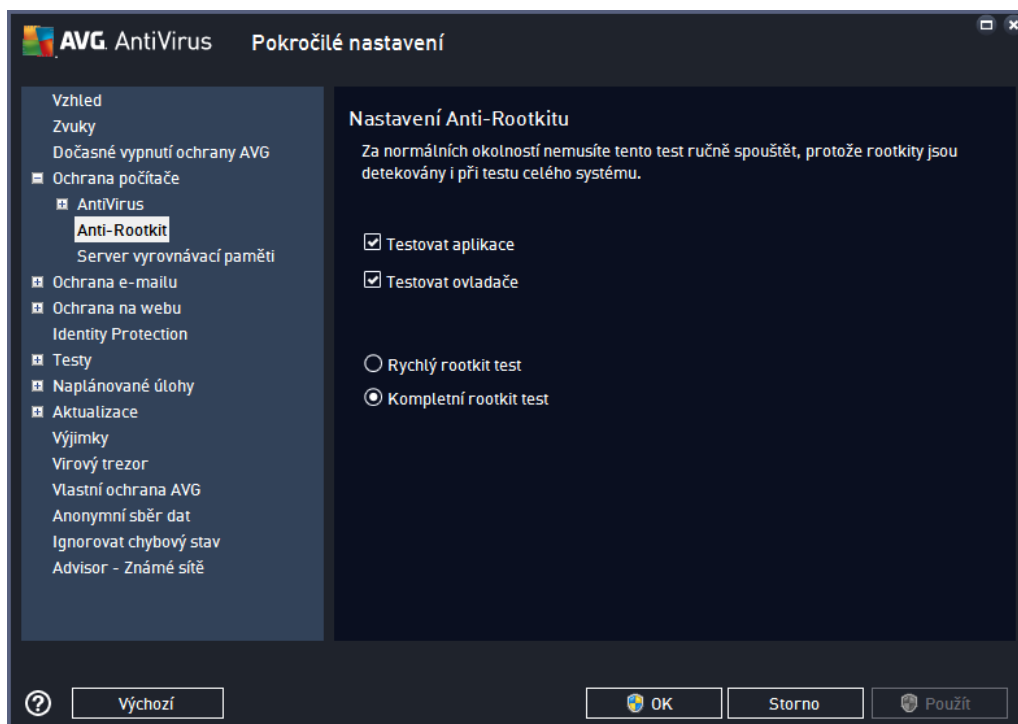 AVG. AntiVirus Pokročilé nastavení
Vzhled
Zvuky
Dočasné vypnutí ochrany AVG
Ochrana počítače
AntiVirus
Anti-Rootkit
Server vyrovnávací paměti
Ochrana e-mailu
Ochrana na webu
Identity Protection
Testy
Naplánované úlohy
Aktualizace
Výjimky
Virový trezor
Vlastní ochrana AVG
Anonymní sběr dat
Ignorovat chybový stav
Advisor - Známé sítě
Nastavení Anti-Rootkitu
Za normálních okolností nemusíte tento test ručně spouštět, protože rootkity jsou
detekovány i při testu celého systému.
Testovat aplikace
Testovat ovladače
Rychlý rootkit test
Kompletní rootkit test
Výchozí
OK
Storno
Použít